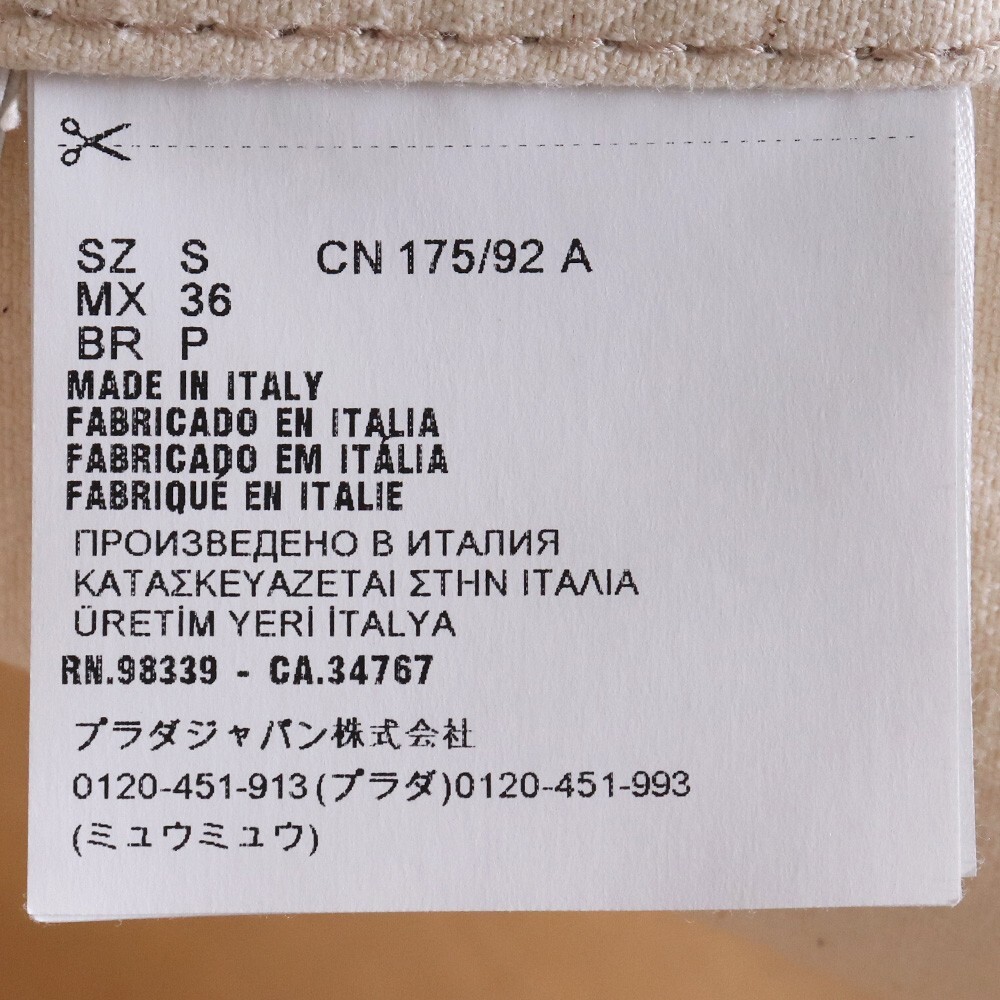 SZ S CN 175/92 A
MX 36
BR P
MADE IN ITALY
FABRICADO EN ITALIA
FABRICADO EM ITÁLIA
FABRIQUÉ EN ITALIE
ПРОИЗВЕДЕНО В ИТАЛИЯ
ΚΑΤΑΣΚΕΥΑΖΕΤΑΙ ΣΤΗΝ ΙΤΑΛΙΑ
ÜRETİM YERİ İTALYA
RN.98339 - CA.34767
プラダジャパン株式会社
0120-451-913(プラダ)0120-451-993
(ミュウミュウ)